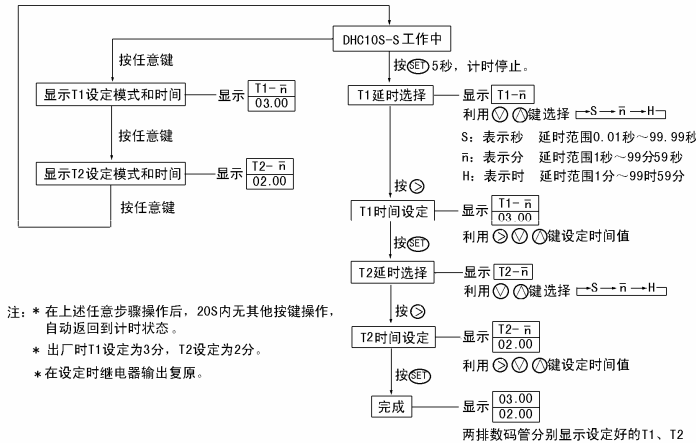 DHC10S-S工作中
按任意键
按SET 5秒，计时停止。
显示T1设定模式和时间
显示
T1- n̄
03.00
按任意键
显示T2设定模式和时间
显示
T2- n̄
02.00
按任意键
T1延时选择
显示 T1-n̄
利用 键选择 S n̄ H
S：表示秒 延时范围0.01秒～99.99秒
n̄：表示分 延时范围1秒～99分59秒
H：表示时 延时范围1分～99时59分
按
T1时间设定
显示
T1- n̄
03.00
利用 键设定时间值
按SET
T2延时选择
显示 T2-n̄
利用 键选择 S n̄ H
按
T2时间设定
显示
T2- n̄
02.00
利用 键设定时间值
按SET
完成
显示
03.00
02.00
两排数码管分别显示设定好的T1、T2
注：* 在上述任意步骤操作后，20S内无其他按键操作，
自动返回到计时状态。
* 出厂时T1设定为3分，T2设定为2分。
* 在设定时继电器输出复原。